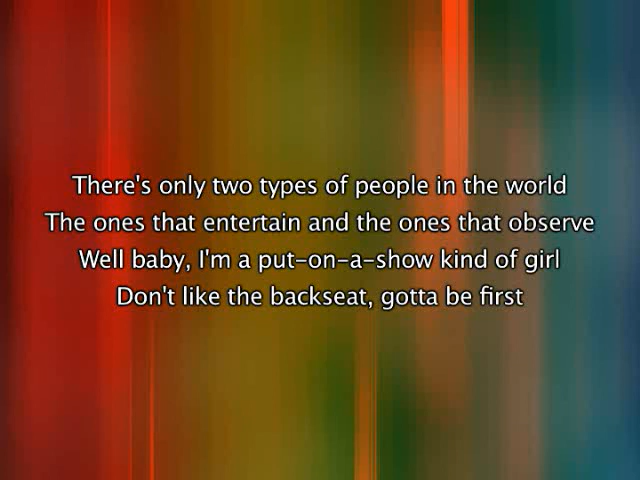 There's only two types of people in the world
The ones that entertain and the ones that observe
Well baby, I'm a put-on-a-show kind of girl
Don't like the backseat, gotta be first